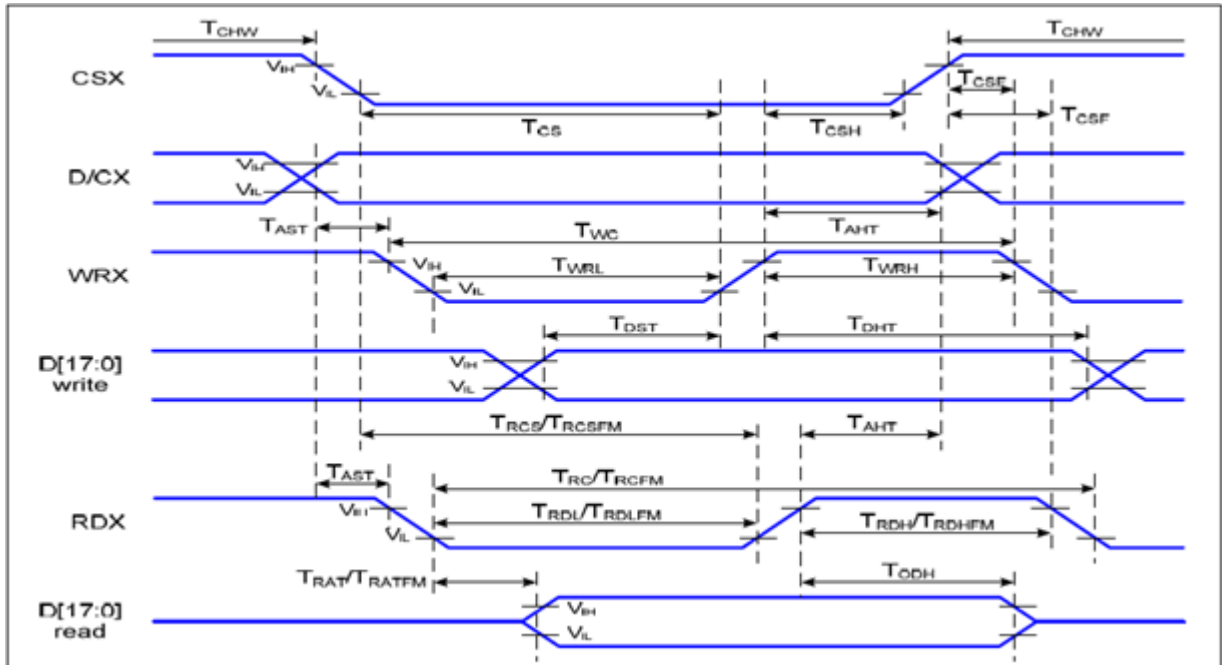 TCHW TCHW
VIH
CSX TCSF
VIL
TCS TCSH TCSF
VIH
D/CX
VIL
TAST TWC TAHT
WRX VIH TWRL TWRH
VIL
TDST TDHT
D[17:0] VIH
write VIL
TRCS/TRCSFM TAHT
TAST TRC/TRCFM
VIH TRDL/TRDLFM TRDH/TRDHFM
RDX
VIL
TRAT/TRATFM TODH
D[17:0] VIH
read VIL